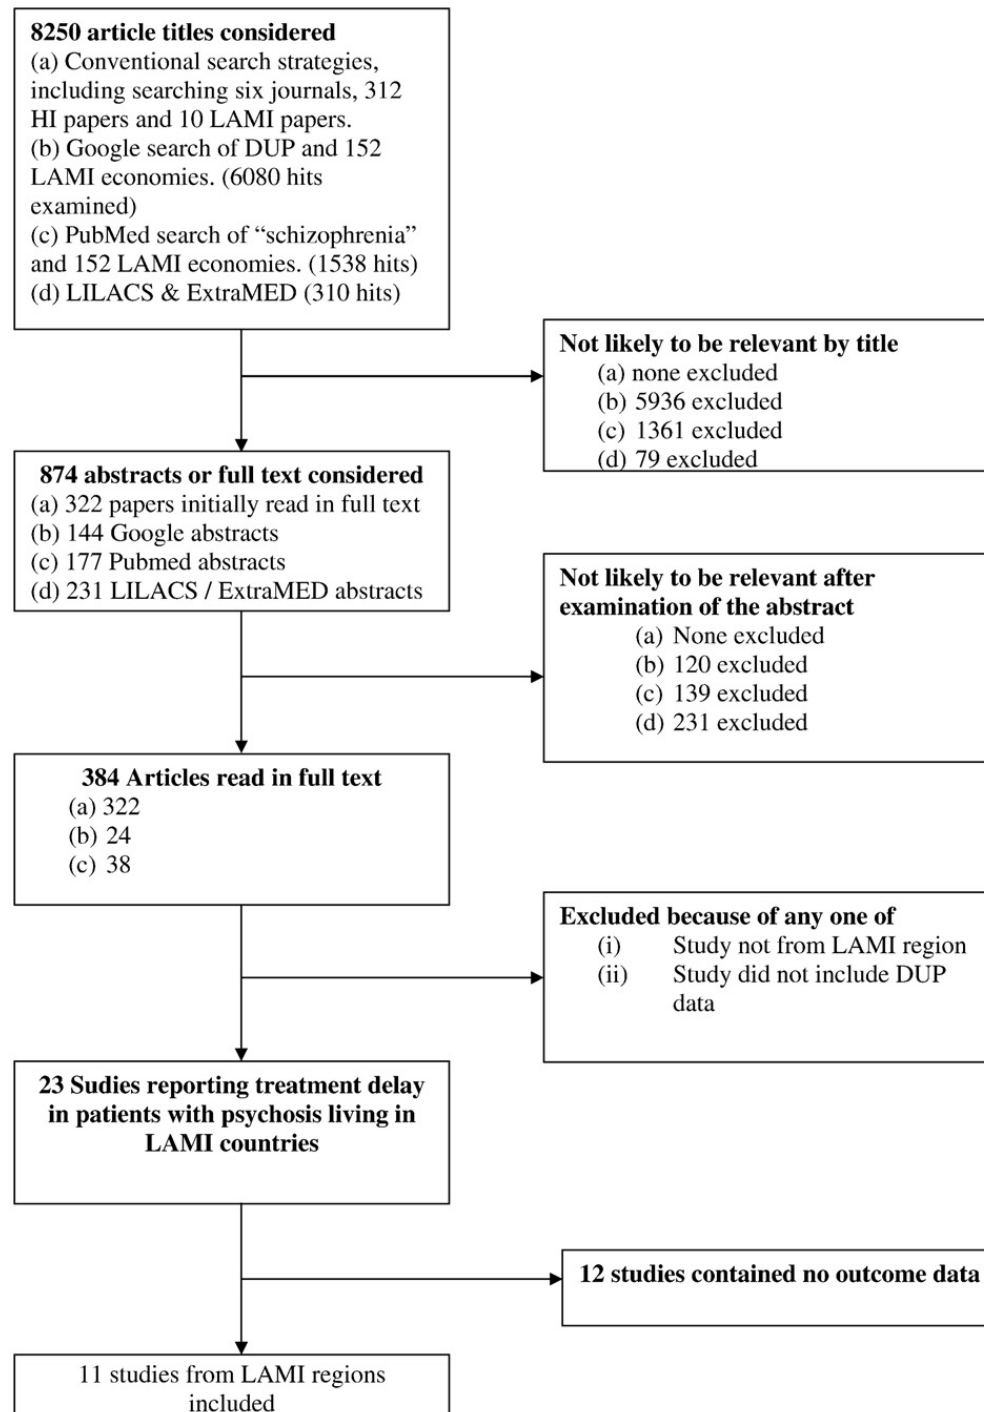 8250 article titles considered
(a) Conventional search strategies,
including searching six journals, 312
HI papers and 10 LAMI papers.
(b) Google search of DUP and 152
LAMI economies. (6080 hits
examined)
(c) PubMed search of “schizophrenia”
and 152 LAMI economies. (1538 hits)
(d) LILACS & ExtraMED (310 hits)
Not likely to be relevant by title
(a) none excluded
(b) 5936 excluded
(c) 1361 excluded
(d) 79 excluded
874 abstracts or full text considered
(a) 322 papers initially read in full text
(b) 144 Google abstracts
(c) 177 Pubmed abstracts
(d) 231 LILACS / ExtraMED abstracts
Not likely to be relevant after
examination of the abstract
(a) None excluded
(b) 120 excluded
(c) 139 excluded
(d) 231 excluded
384 Articles read in full text
(a) 322
(b) 24
(c) 38
Excluded because of any one of
(i) Study not from LAMI region
(ii) Study did not include DUP
data
23 Sudies reporting treatment delay
in patients with psychosis living in
LAMI countries
12 studies contained no outcome data
11 studies from LAMI regions
included